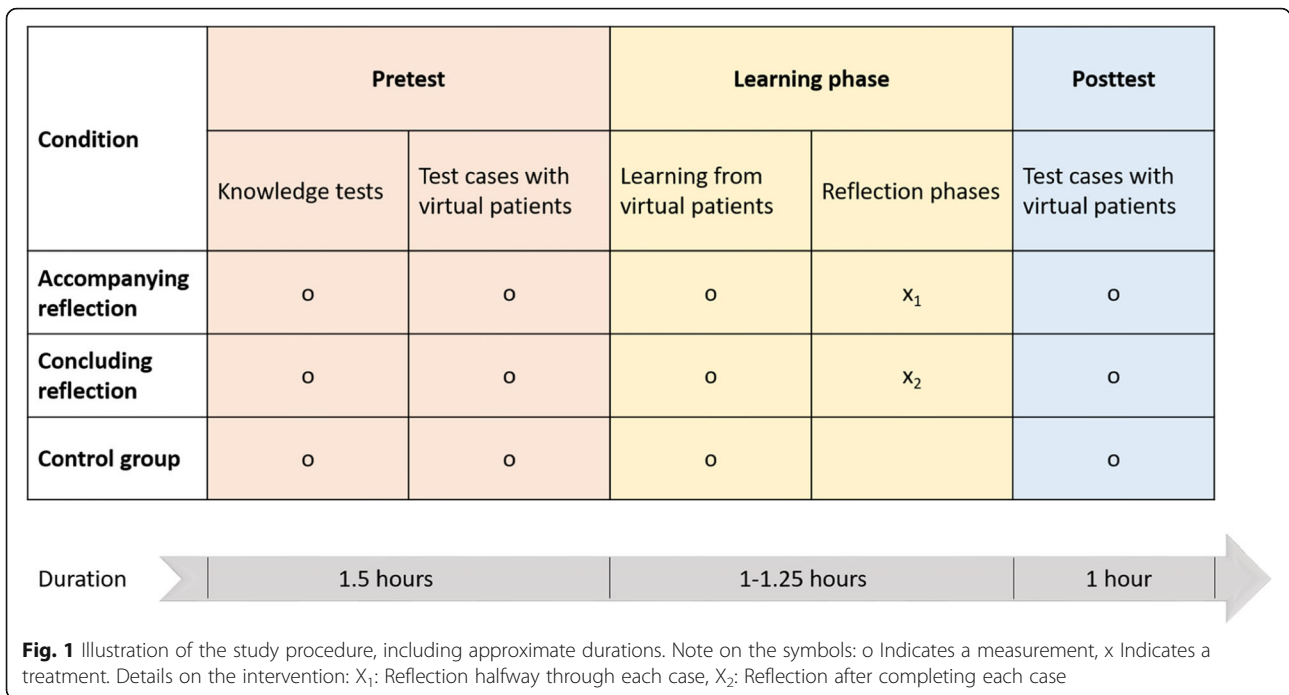 Condition
Pretest
Learning phase
Posttest
Knowledge tests
Test cases with
virtual patients
Learning from
virtual patients
Reflection phases
Test cases with
virtual patients
Accompanying
reflection
o
o
o
x₁
o
Concluding
reflection
o
o
o
x₂
o
Control group
o
o
o
o
Duration
1.5 hours
1-1.25 hours
1 hour
Fig. 1 Illustration of the study procedure, including approximate durations. Note on the symbols: o Indicates a measurement, x Indicates a
treatment. Details on the intervention: X₁: Reflection halfway through each case, X₂: Reflection after completing each case